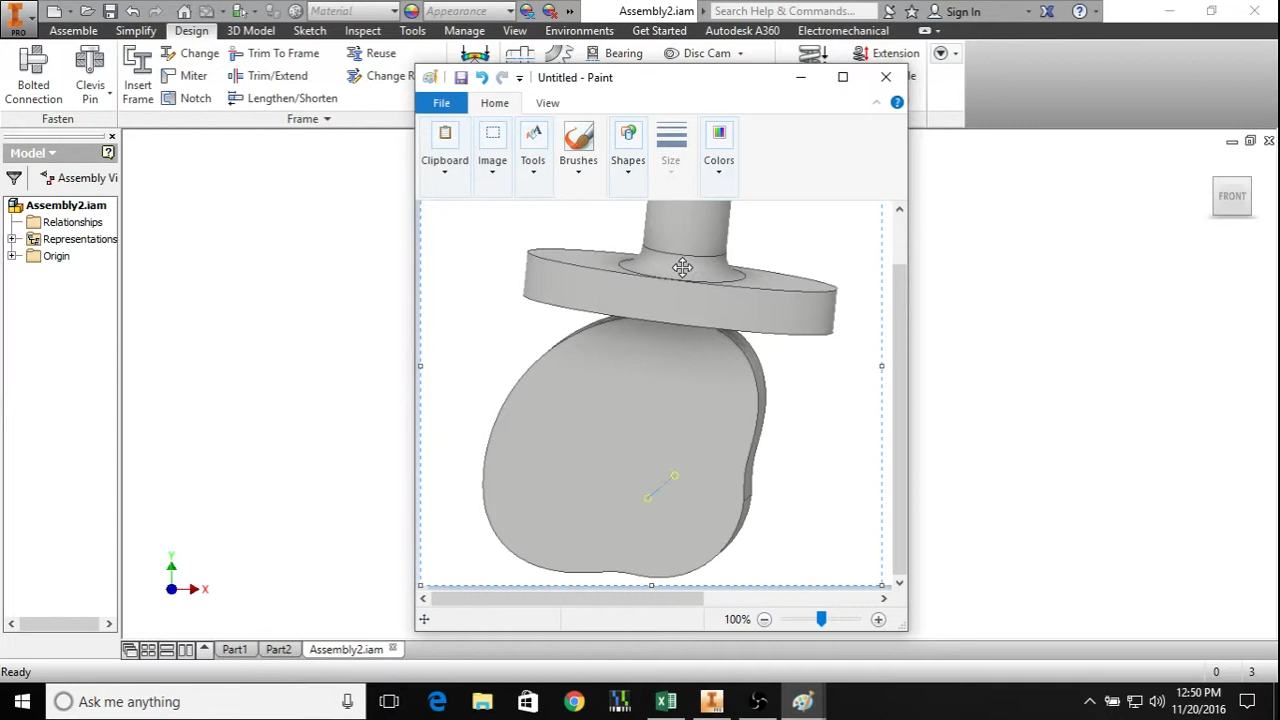 I
PRO
Material
Appearance
Assembly2.iam
Search Help & Commands...
Sign In
Assemble
Simplify
Design
3D Model
Sketch
Inspect
Tools
Manage
View
Environments
Get Started
Autodesk A360
Electromechanical
Bolted
Connection
Clevis
Pin
Insert
Frame
Change
Miter
Notch
Trim To Frame
Trim/Extend
Lengthen/Shorten
Reuse
Change R
Bearing
Disc Cam
Extension
Fasten
Frame
Untitled - Paint
File
Home
View
Clipboard
Image
Tools
Brushes
Shapes
Size
Colors
Model
Assembly Vi
Assembly2.iam
Relationships
Representations
Origin
FRONT
Y
X
100%
Part1
Part2
Assembly2.iam
Ready
0
3
Ask me anything
12:50 PM
11/20/2016